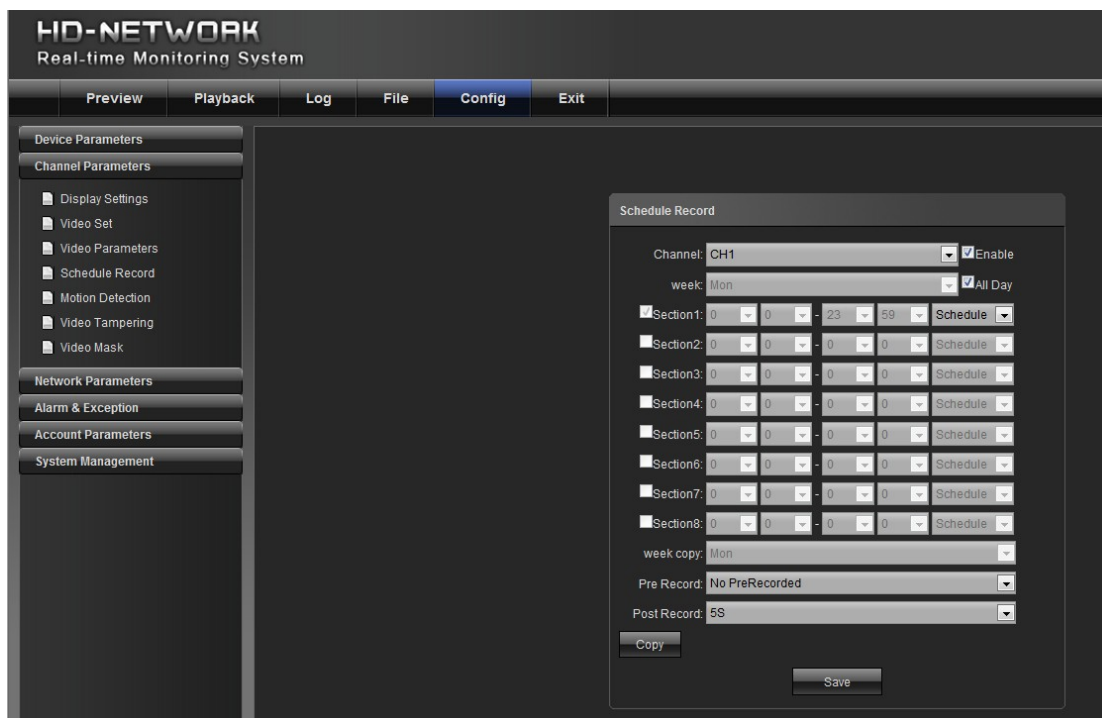 HD-NETWORK
Real-time Monitoring System
Preview Playback Log File Config Exit
Device Parameters
Channel Parameters
Display Settings
Video Set
Video Parameters
Schedule Record
Motion Detection
Video Tampering
Video Mask
Network Parameters
Alarm & Exception
Account Parameters
System Management
Schedule Record
Channel: CH1 Enable
week: Mon All Day
Section1: 0 0 - 23 59 Schedule
Section2: 0 0 - 0 0 Schedule
Section3: 0 0 - 0 0 Schedule
Section4: 0 0 - 0 0 Schedule
Section5: 0 0 - 0 0 Schedule
Section6: 0 0 - 0 0 Schedule
Section7: 0 0 - 0 0 Schedule
Section8: 0 0 - 0 0 Schedule
week copy: Mon
Pre Record: No PreRecorded
Post Record: 5S
Copy
Save